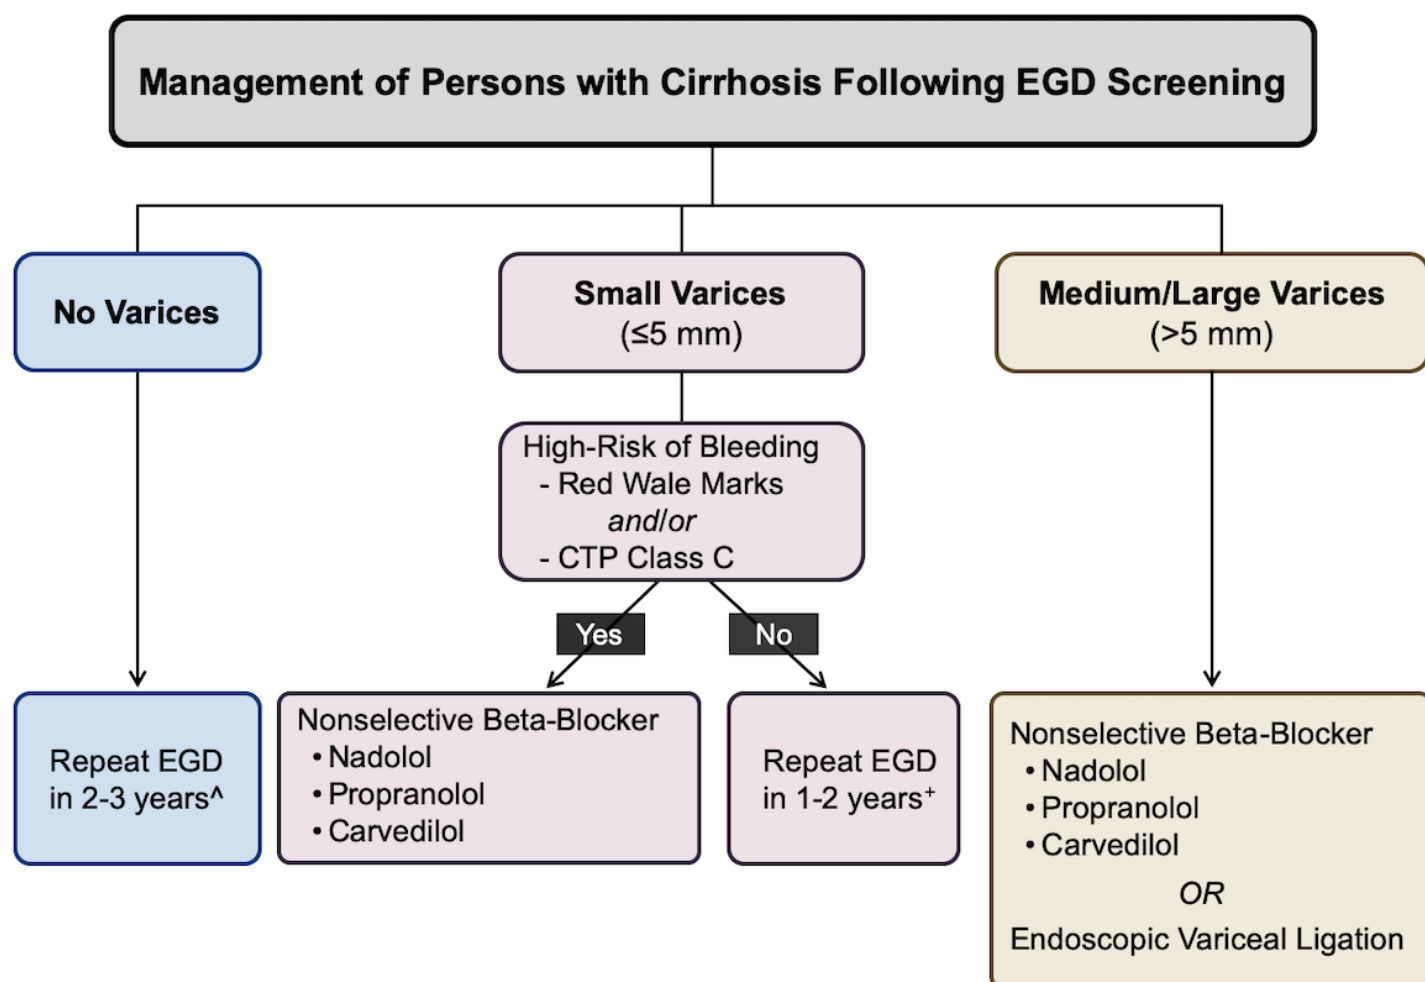 Management of Persons with Cirrhosis Following EGD Screening
No Varices
Small Varices
(≤5 mm)
Medium/Large Varices
(>5 mm)
High-Risk of Bleeding
- Red Wale Marks
and/or
- CTP Class C
Yes
No
Repeat EGD
in 2-3 years^
Nonselective Beta-Blocker
• Nadolol
• Propranolol
• Carvedilol
Repeat EGD
in 1-2 years⁺
Nonselective Beta-Blocker
• Nadolol
• Propranolol
• Carvedilol
OR
Endoscopic Variceal Ligation